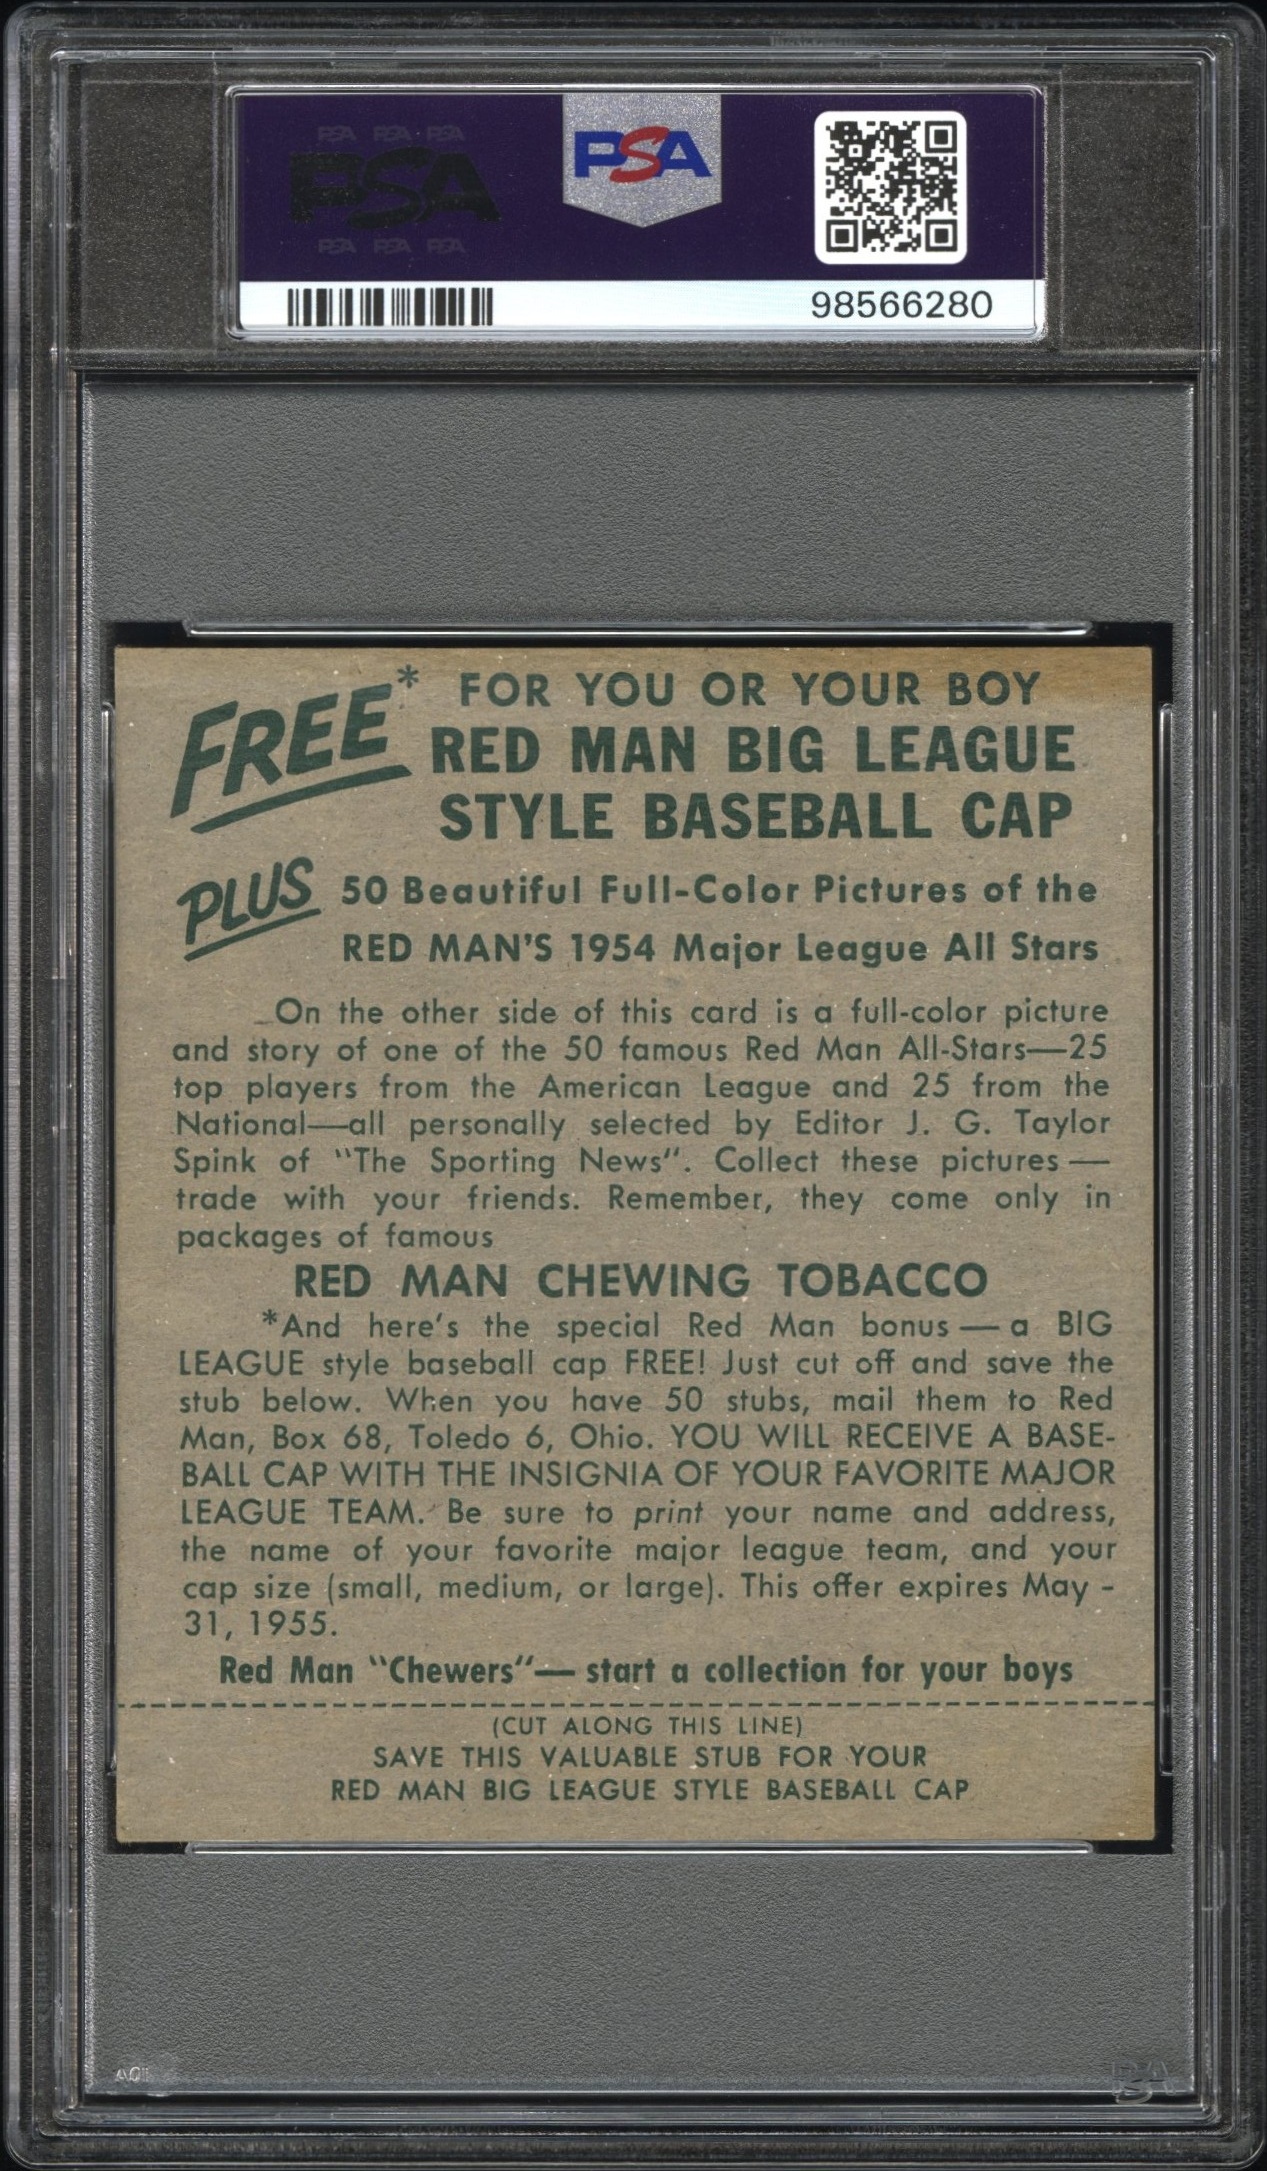 PSA PSA PSA
PSA
PSA PSA PSA
PSA
98566280
FREE* FOR YOU OR YOUR BOY
RED MAN BIG LEAGUE
STYLE BASEBALL CAP
PLUS 50 Beautiful Full-Color Pictures of the
RED MAN'S 1954 Major League All Stars
On the other side of this card is a full-color picture
and story of one of the 50 famous Red Man All-Stars—25
top players from the American League and 25 from the
National—all personally selected by Editor J. G. Taylor
Spink of "The Sporting News". Collect these pictures —
trade with your friends. Remember, they come only in
packages of famous
RED MAN CHEWING TOBACCO
*And here's the special Red Man bonus — a BIG
LEAGUE style baseball cap FREE! Just cut off and save the
stub below. When you have 50 stubs, mail them to Red
Man, Box 68, Toledo 6, Ohio. YOU WILL RECEIVE A BASE-
BALL CAP WITH THE INSIGNIA OF YOUR FAVORITE MAJOR
LEAGUE TEAM. Be sure to print your name and address,
the name of your favorite major league team, and your
cap size (small, medium, or large). This offer expires May -
31, 1955.
Red Man "Chewers"— start a collection for your boys
(CUT ALONG THIS LINE)
SAVE THIS VALUABLE STUB FOR YOUR
RED MAN BIG LEAGUE STYLE BASEBALL CAP
PSA